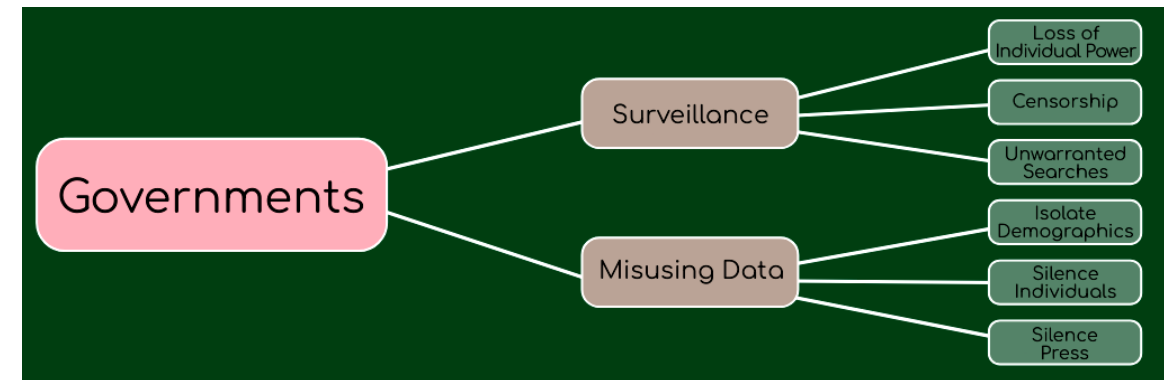 Governments
Surveillance
Loss of
Individual Power
Censorship
Unwarranted
Searches
Misusing Data
Isolate
Demographics
Silence
Individuals
Silence
Press